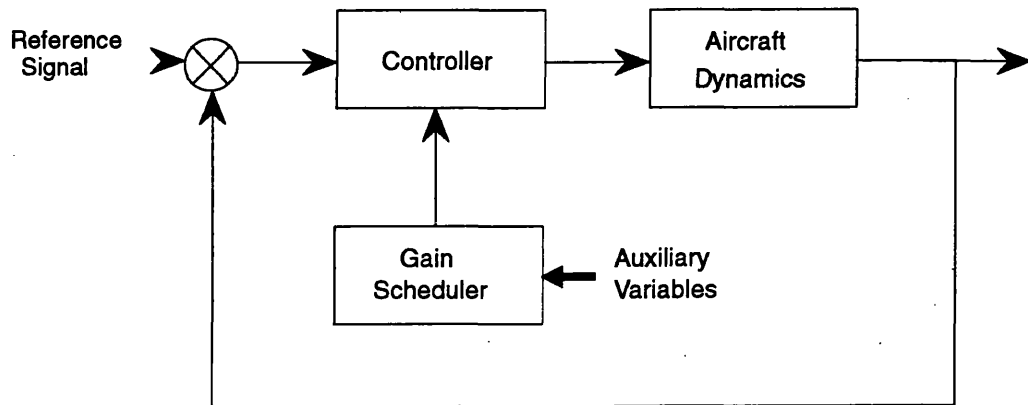 Reference
Signal
Controller
Aircraft
Dynamics
Gain
Scheduler
Auxiliary
Variables